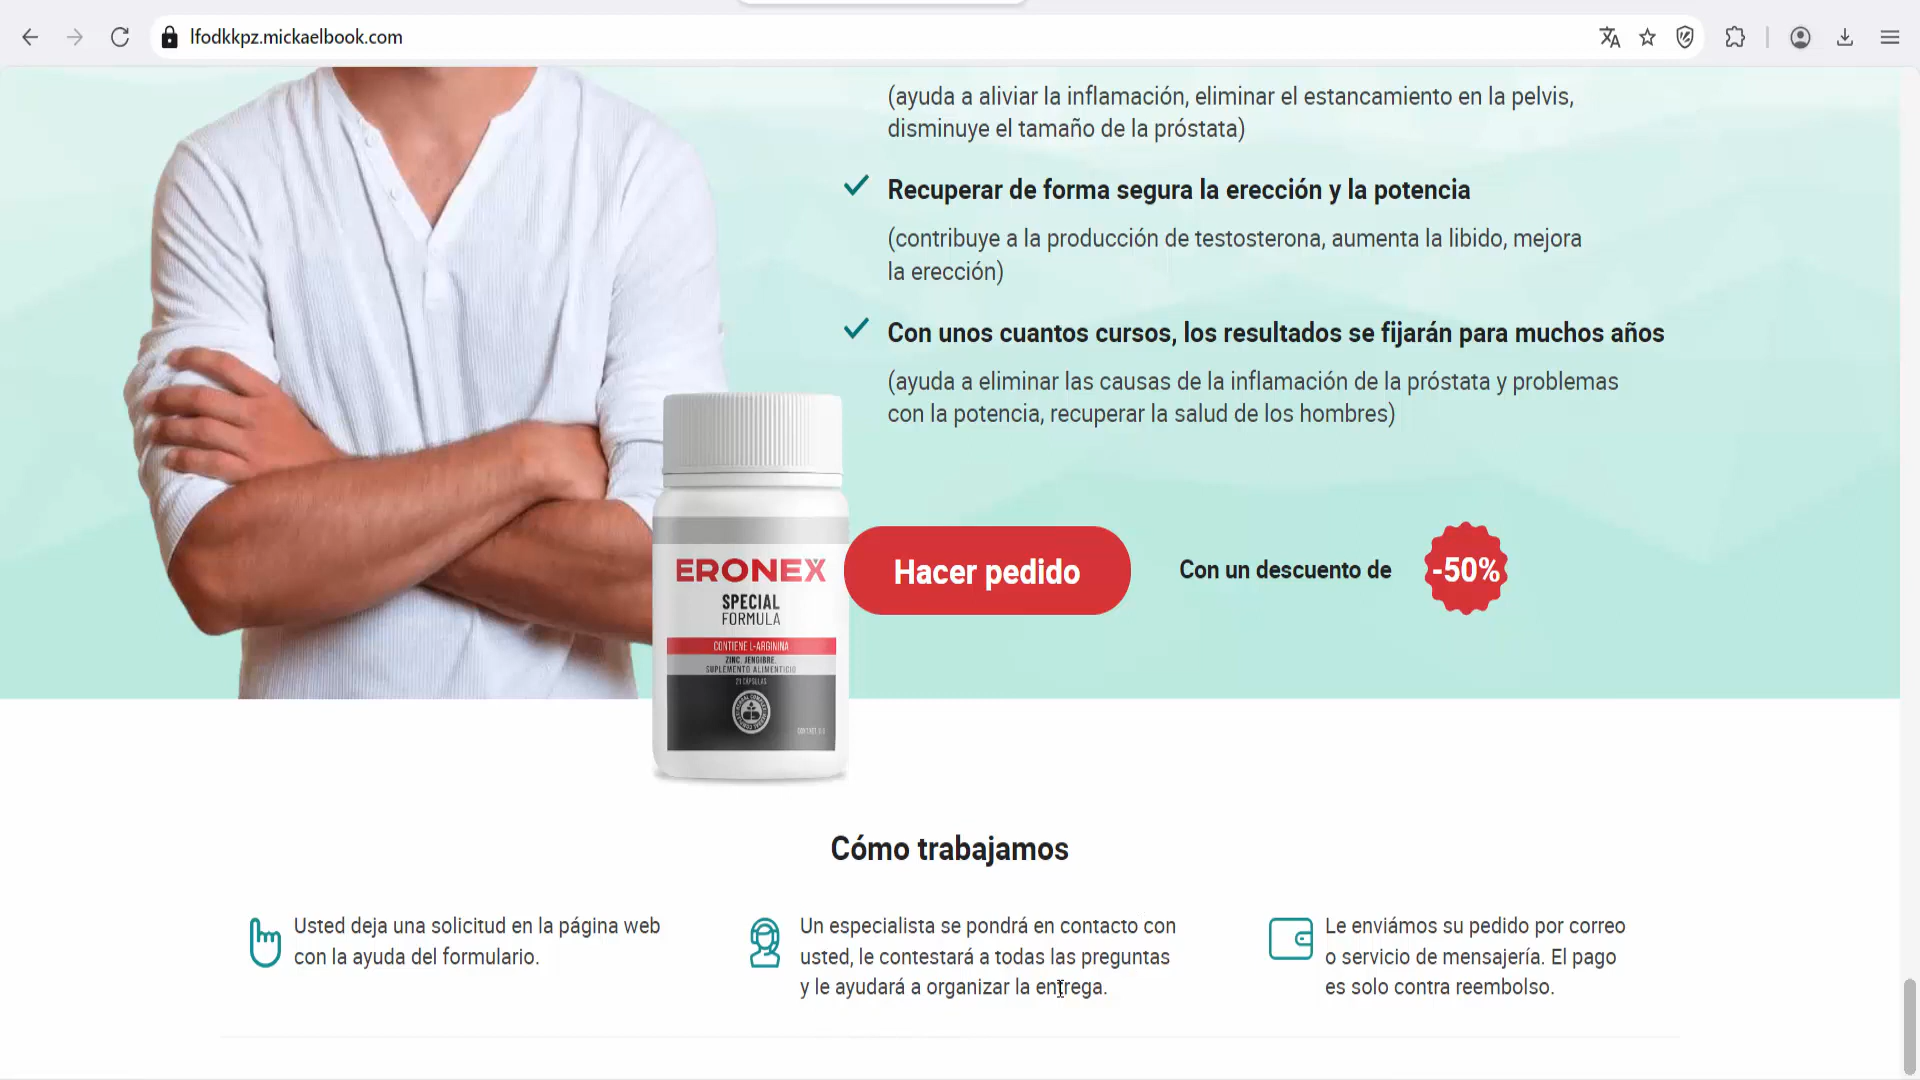 lfodkkpz.mickaelbook.com
(ayuda a aliviar la inflamación, eliminar el estancamiento en la pelvis,
disminuye el tamaño de la próstata)
Recuperar de forma segura la erección y la potencia
(contribuye a la producción de testosterona, aumenta la libido, mejora
la erección)
Con unos cuantos cursos, los resultados se fijarán para muchos años
(ayuda a eliminar las causas de la inflamación de la próstata y problemas
con la potencia, recuperar la salud de los hombres)
ERONEX
SPECIAL
FORMULA
CONTIENE L-ARGININA
ZINC, JENGIBRE.
SUPLEMENTO ALIMENTICIO
21 CÁPSULAS
Hacer pedido
Con un descuento de
-50%
Cómo trabajamos
Usted deja una solicitud en la página web
con la ayuda del formulario.
Un especialista se pondrá en contacto con
usted, le contestará a todas las preguntas
y le ayudará a organizar la entrega.
Le enviámos su pedido por correo
o servicio de mensajería. El pago
es solo contra reembolso.